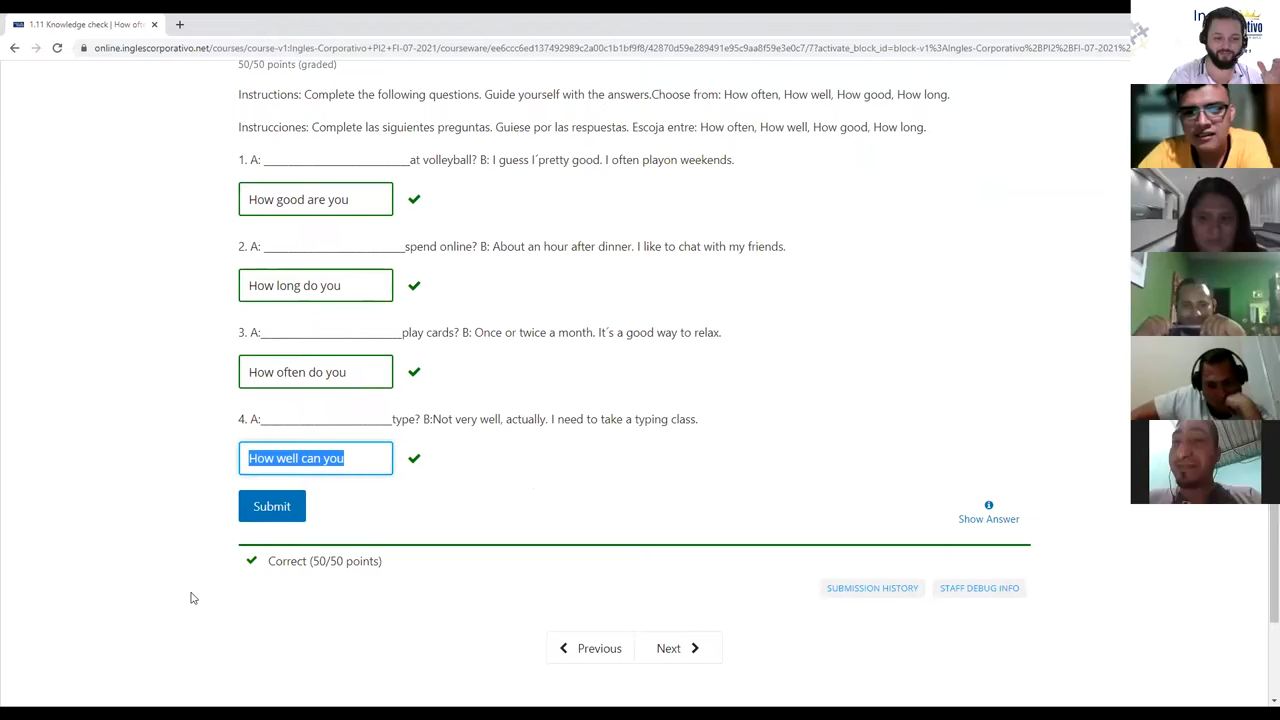 1.11 Knowledge check | How ofte
online.inglescorporativo.net/courses/course-v1:Ingles-Corporativo+PI2+FI-07-2021/courseware/ee6ccc6ed13742989c2a00c1b1bf9f8/42870d59e289491e95c9aa8f59e3e0c7/7?activate_block_id=block-v1%3AIngles-Corporativo%2BPI2%2BFI-07-2021%
50/50 points (graded)
Instructions: Complete the following questions. Guide yourself with the answers.Choose from: How often, How well, How good, How long.
Instrucciones: Complete las siguientes preguntas. Guiese por las respuestas. Escoja entre: How often, How well, How good, How long.
1. A: ______________________at volleyball? B: I guess I´pretty good. I often playon weekends.
How good are you
2. A: _____________________spend online? B: About an hour after dinner. I like to chat with my friends.
How long do you
3. A:_____________________play cards? B: Once or twice a month. It´s a good way to relax.
How often do you
4. A:____________________type? B:Not very well, actually. I need to take a typing class.
How well can you
Submit
Show Answer
Correct (50/50 points)
SUBMISSION HISTORY STAFF DEBUG INFO
Previous Next